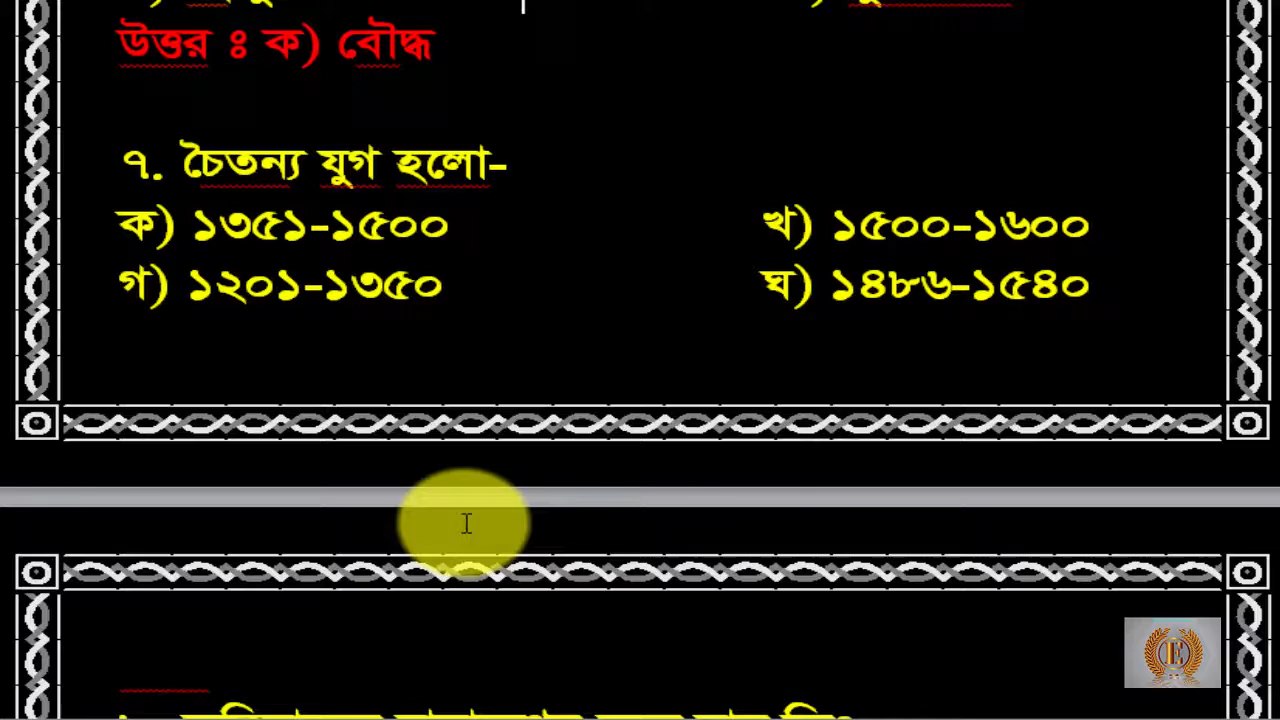 উত্তর ঃ ক) বৌদ্ধ
৭. চৈতন্য যুগ হলো-
ক) ১৩৫১-১৫০০ খ) ১৫০০-১৬০০
গ) ১২০১-১৩৫০ ঘ) ১৪৮৬-১৫৪০
E